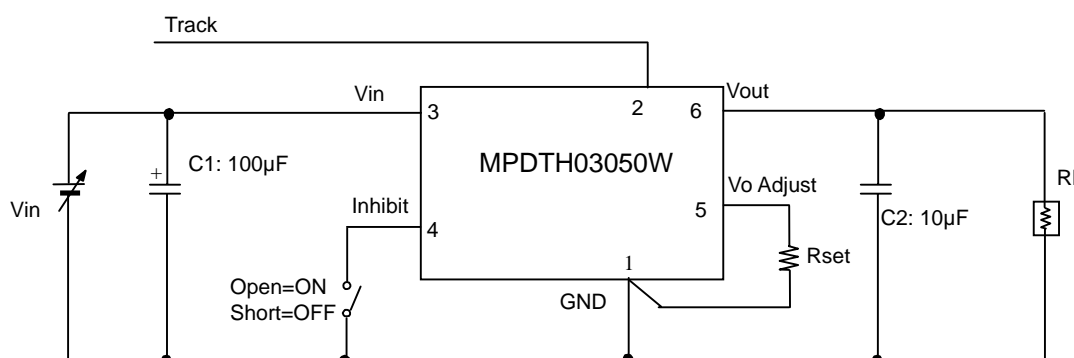 Track
Vin
3
2
6
Vout
MPDTH03050W
C1: 100µF
+
Vin
Inhibit
4
Vo Adjust
5
C2: 10µF
Rset
1
GND
Open=ON
Short=OFF